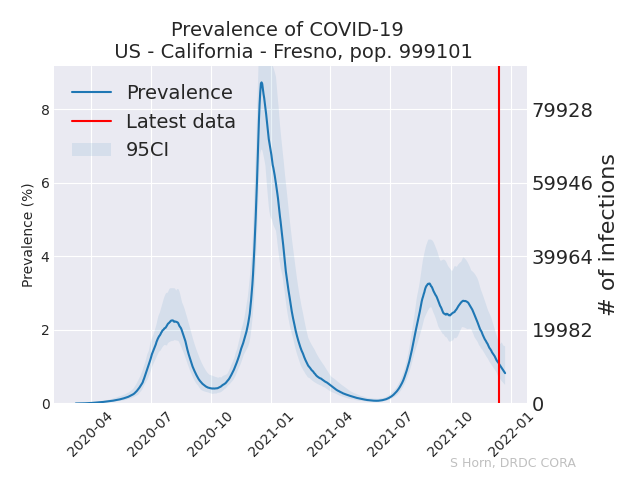 Prevalence of COVID-19
US - California - Fresno, pop. 999101
Prevalence
Latest data
95CI
Prevalence (%)
8
6
4
2
0
79928
59946
39964
19982
0
# of infections
2020-04
2020-07
2020-10
2021-01
2021-04
2021-07
2021-10
2022-01
S Horn, DRDC CORA